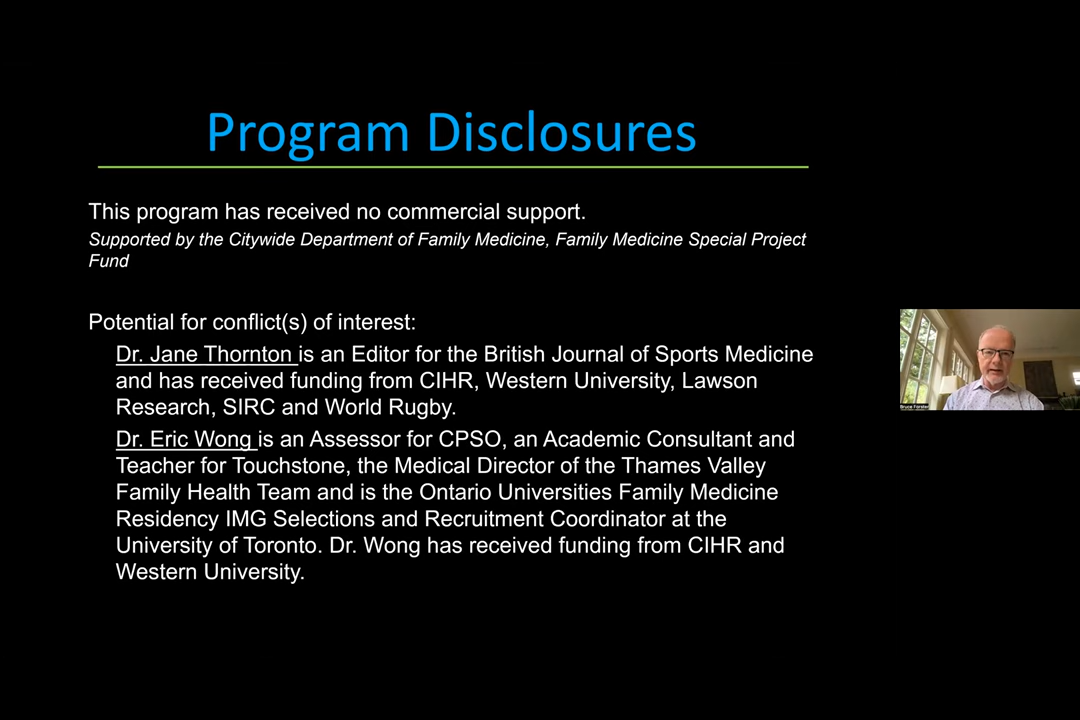 Program Disclosures
This program has received no commercial support.
Supported by the Citywide Department of Family Medicine, Family Medicine Special Project
Fund
Potential for conflict(s) of interest:
Dr. Jane Thornton is an Editor for the British Journal of Sports Medicine
and has received funding from CIHR, Western University, Lawson
Research, SIRC and World Rugby.
Dr. Eric Wong is an Assessor for CPSO, an Academic Consultant and
Teacher for Touchstone, the Medical Director of the Thames Valley
Family Health Team and is the Ontario Universities Family Medicine
Residency IMG Selections and Recruitment Coordinator at the
University of Toronto. Dr. Wong has received funding from CIHR and
Western University.
Bruce Forster